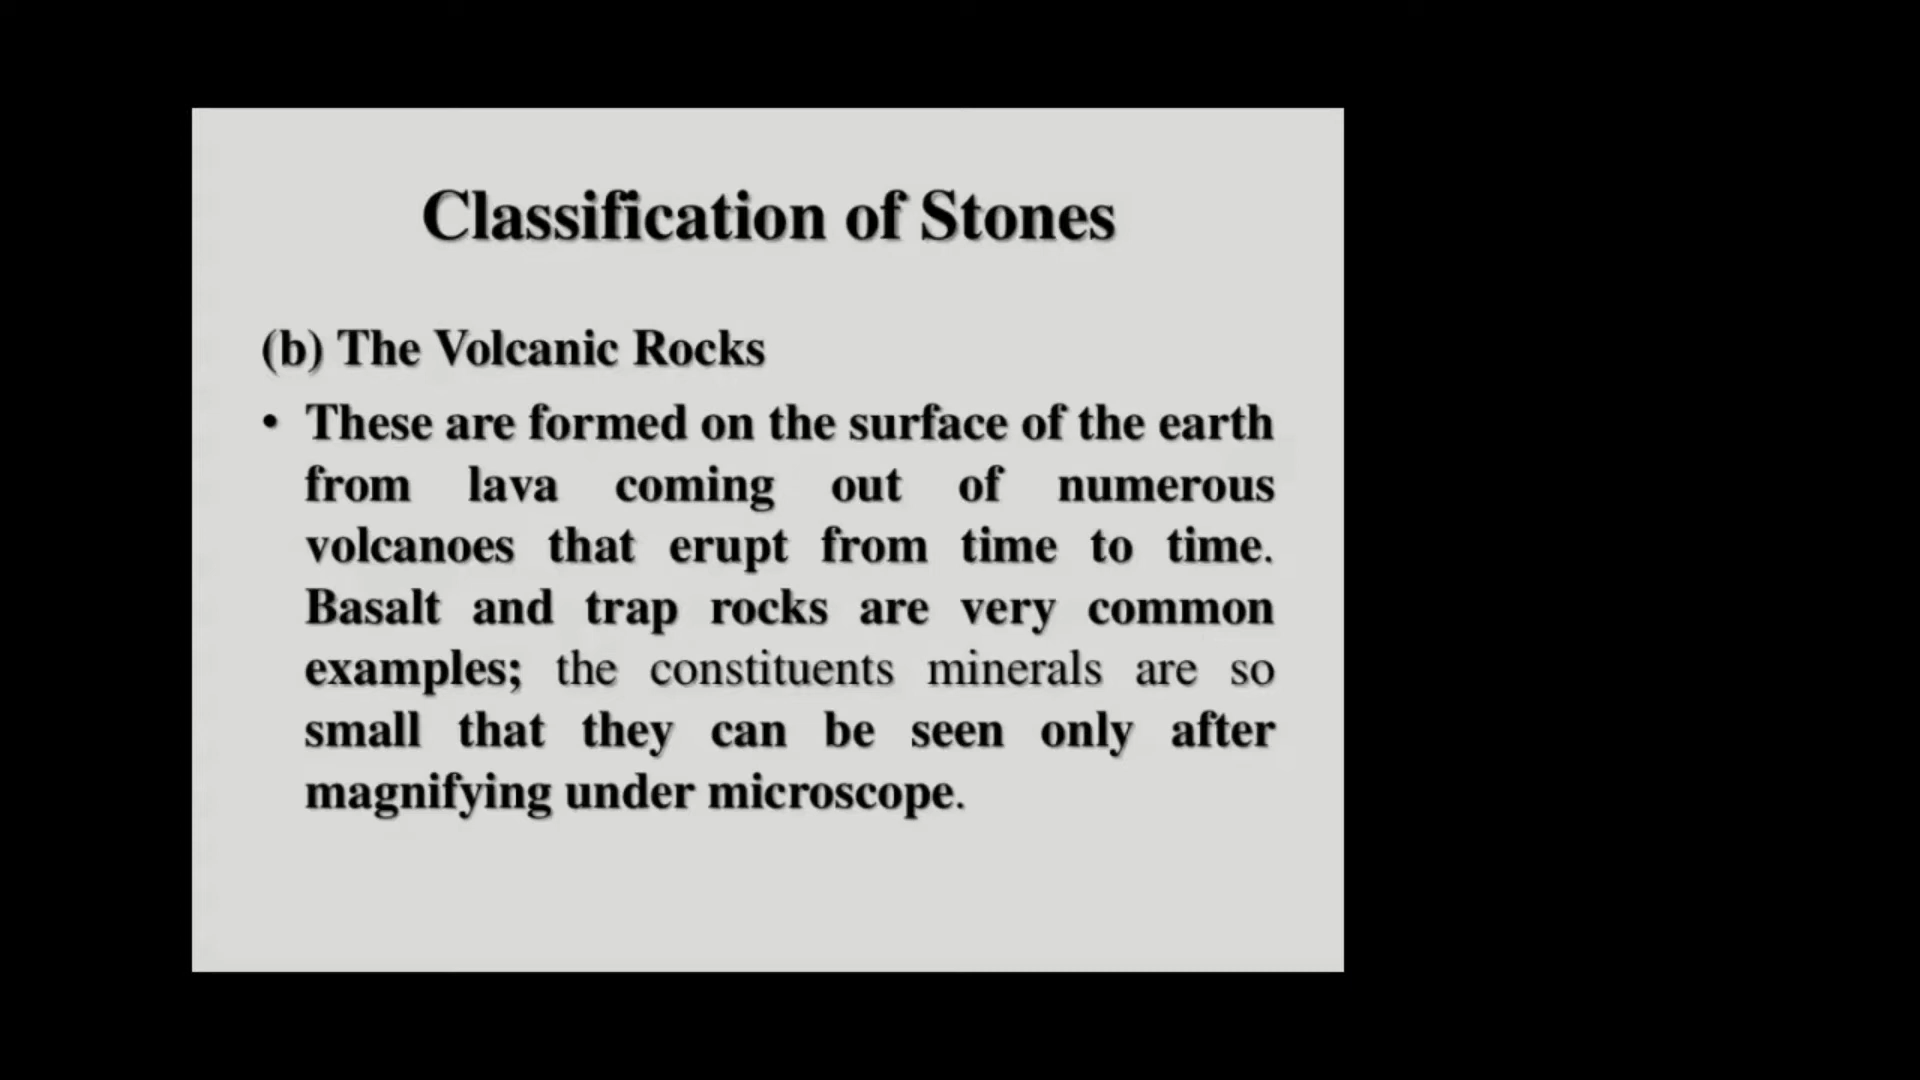 Classification of Stones
(b) The Volcanic Rocks
• These are formed on the surface of the earth
from lava coming out of numerous
volcanoes that erupt from time to time.
Basalt and trap rocks are very common
examples; the constituents minerals are so
small that they can be seen only after
magnifying under microscope.